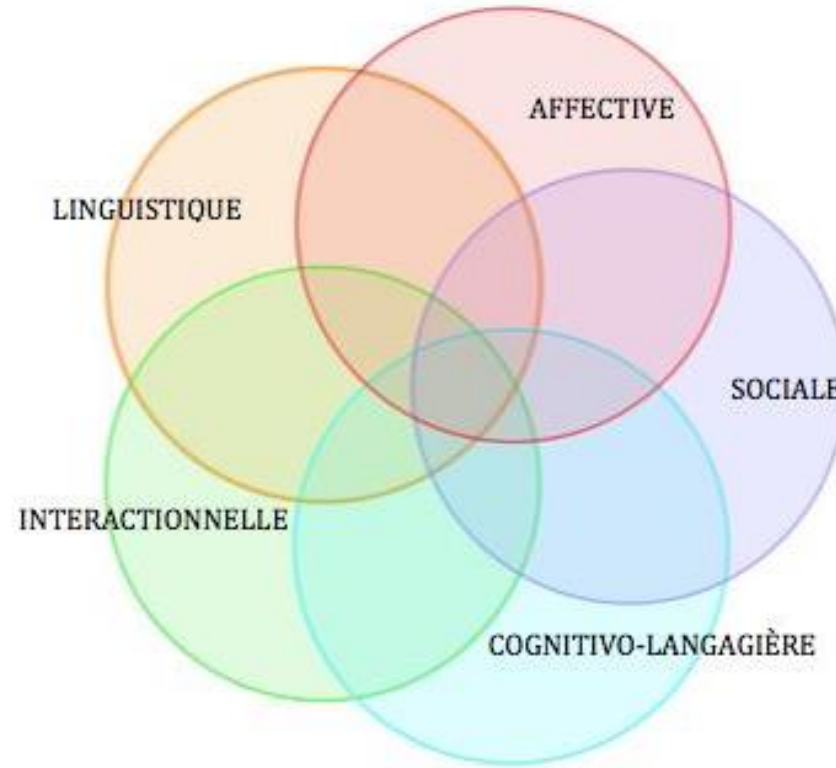 AFFECTIVE
LINGUISTIQUE
SOCIALE
INTERACTIONNELLE
COGNITIVO-LANGAGIÈRE